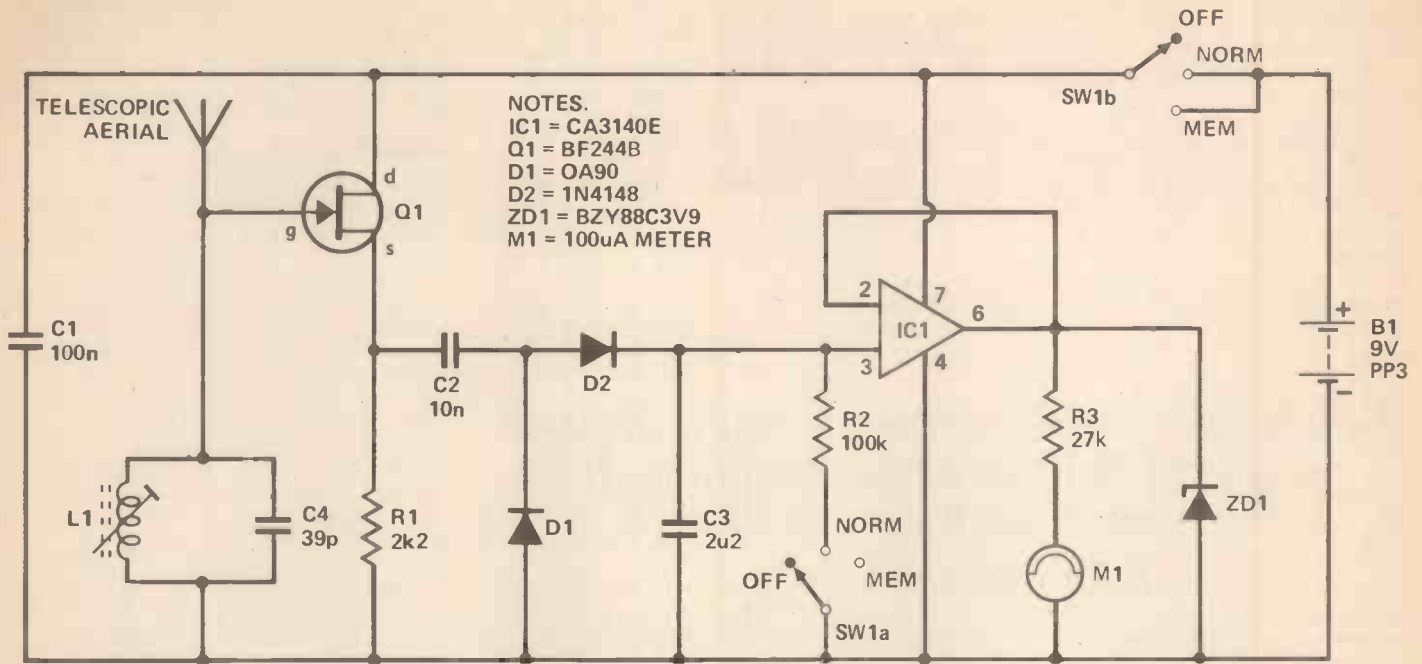 OFF
NORM
SW1b
MEM
TELESCOPIC
AERIAL
NOTES.
IC1 = CA3140E
Q1 = BF244B
D1 = OA90
D2 = 1N4148
ZD1 = BZY88C3V9
M1 = 100uA METER
d
Q1
g
s
2
7
6
IC1
3
4
C1
100n
+
B1
9V
PP3
−
C2
10n
D2
R2
100k
R3
27k
L1
C4
39p
R1
2k2
D1
C3
2u2
NORM
OFF
MEM
SW1a
M1
ZD1